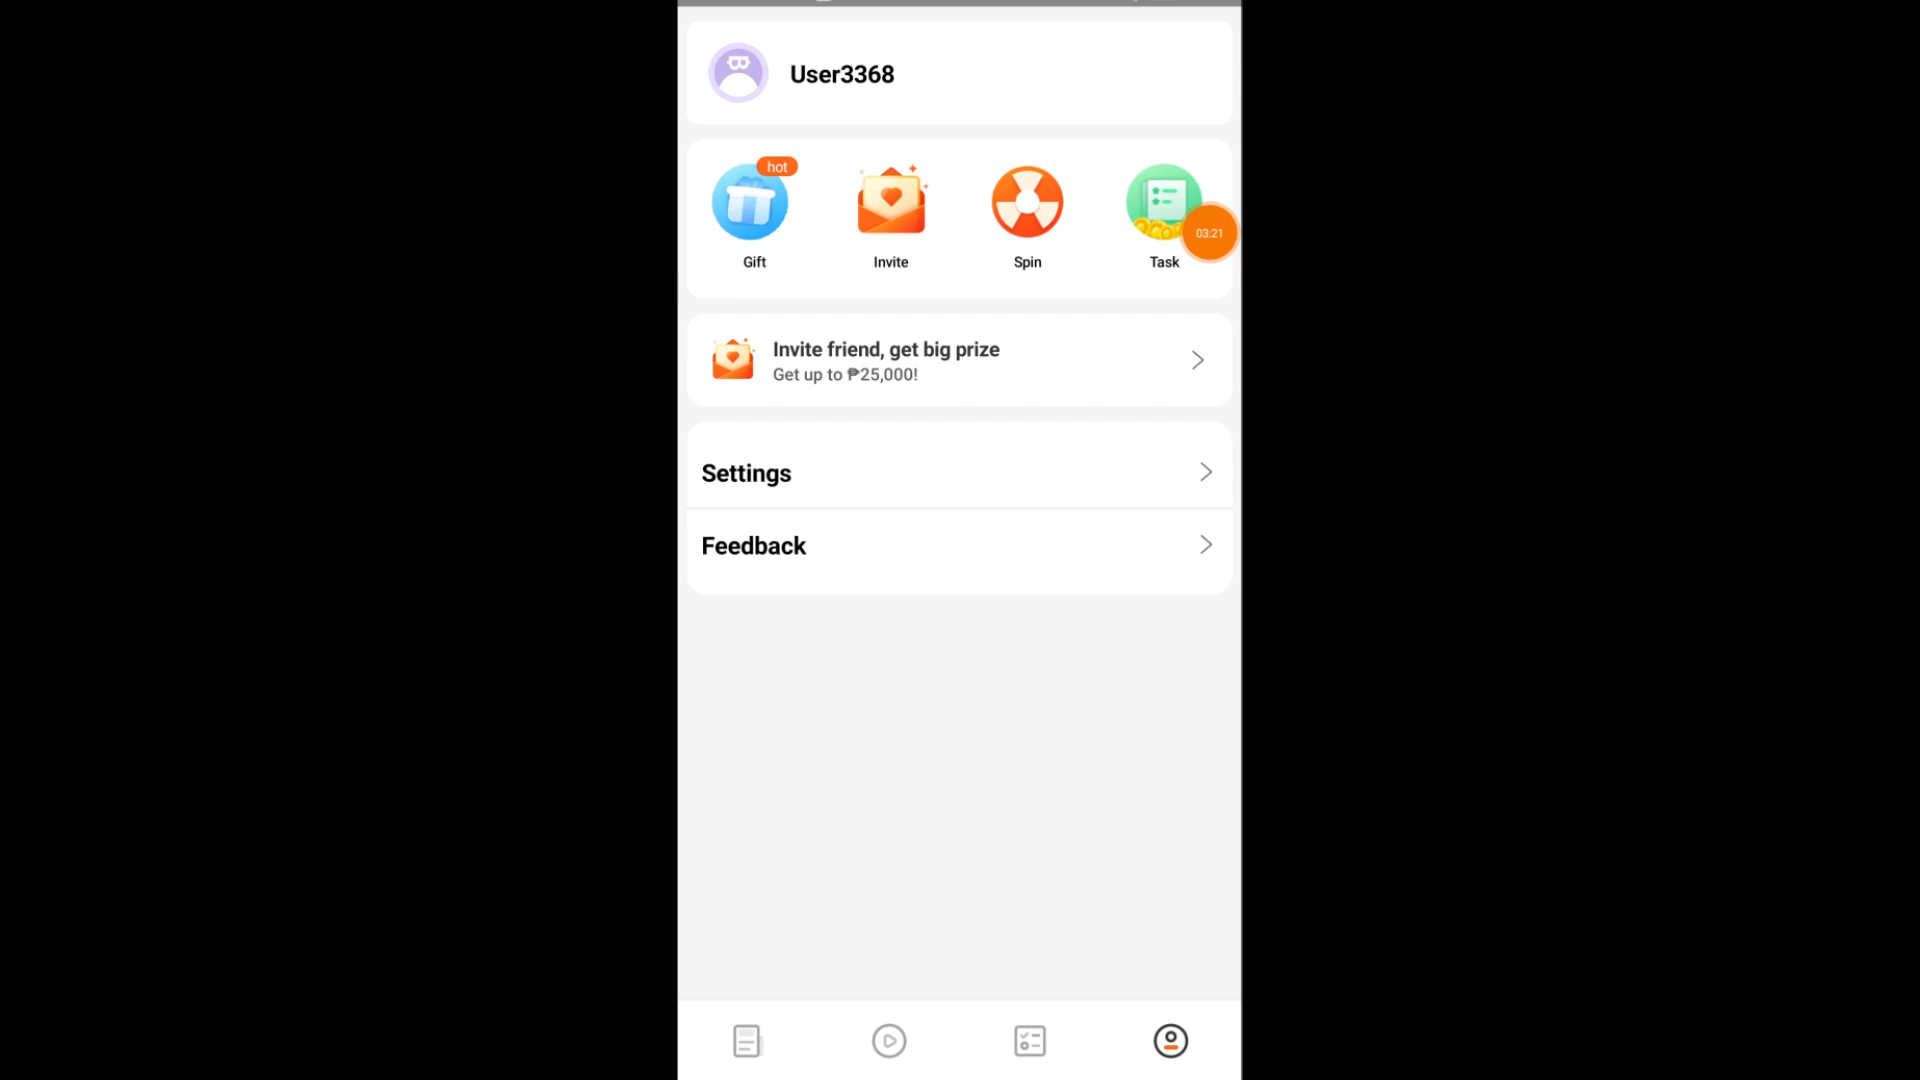 User3368
hot
Gift
Invite
Spin
Task
03:21
Invite friend, get big prize
Get up to ₱25,000!
Settings
Feedback